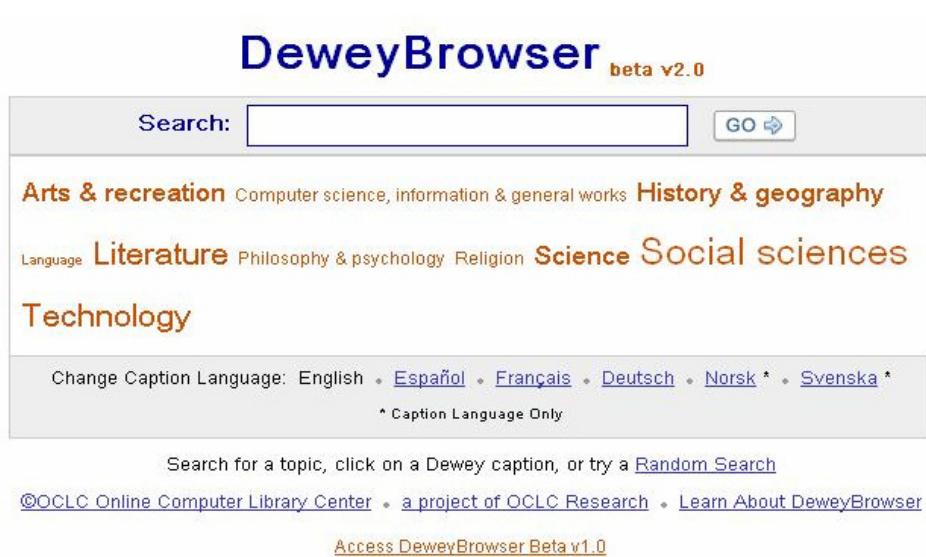 DeweyBrowser beta v2.0
Search: GO
Arts & recreation Computer science, information & general works History & geography
Language Literature Philosophy & psychology Religion Science Social sciences
Technology
Change Caption Language: English • Español • Français • Deutsch • Norsk * • Svenska *
* Caption Language Only
Search for a topic, click on a Dewey caption, or try a Random Search
©OCLC Online Computer Library Center • a project of OCLC Research • Learn About DeweyBrowser
Access DeweyBrowser Beta v1.0